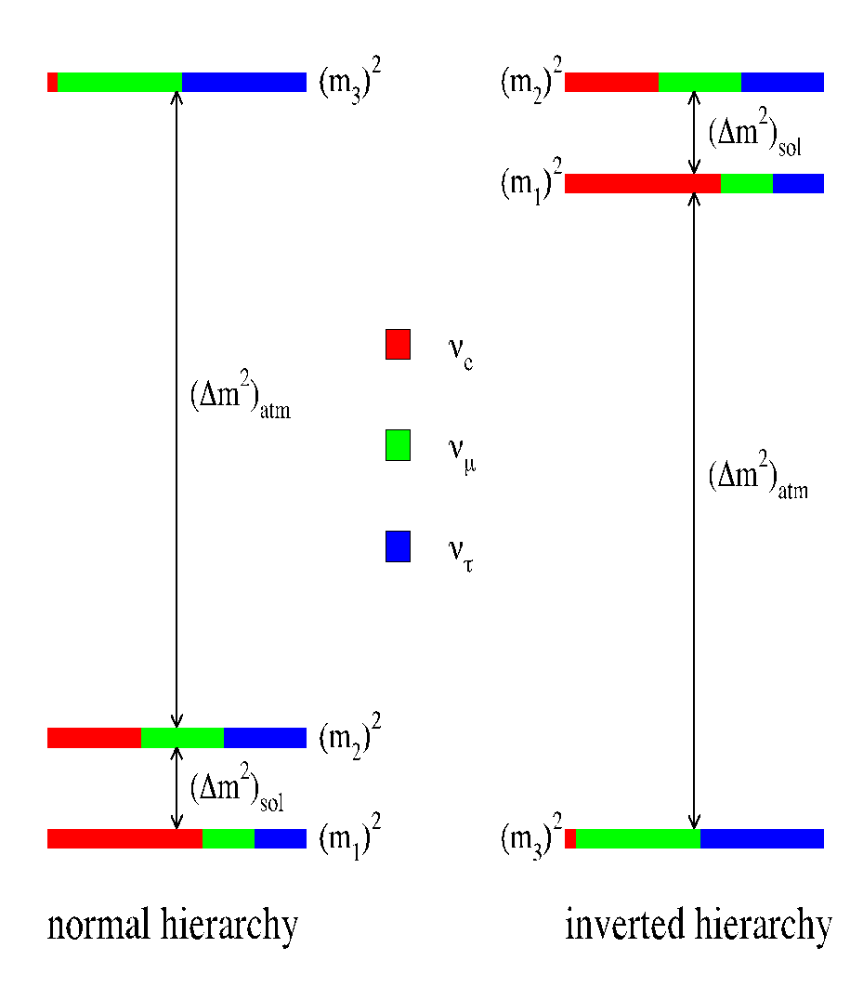 (m₃)²
(m₂)²
(Δm²)sol
(m₁)²
νe
(Δm²)atm
νμ
(Δm²)atm
ντ
(m₂)²
(Δm²)sol
(m₁)²
(m₃)²
normal hierarchy
inverted hierarchy